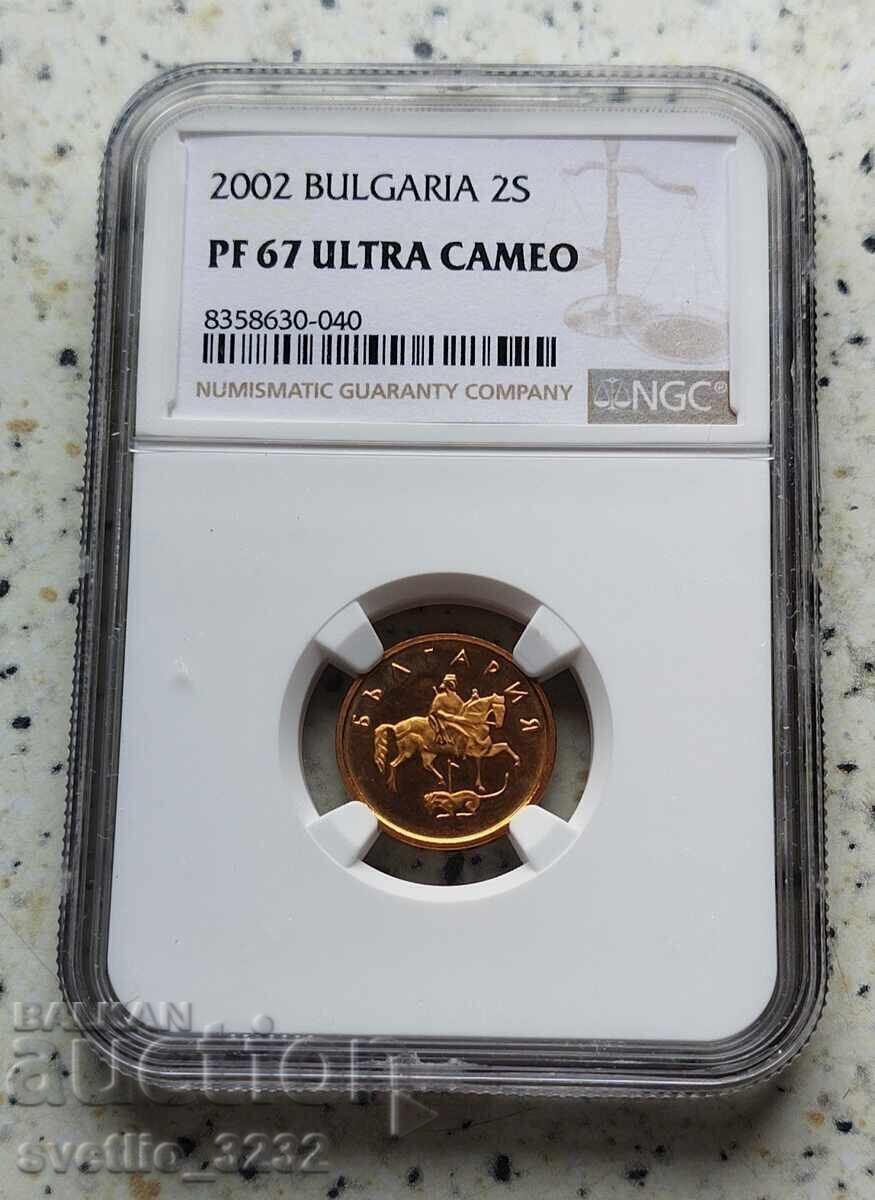 2002 BULGARIA 2S
PF 67 ULTRA CAMEO
8358630-040
NUMISMATIC GUARANTY COMPANY
NGC®
БЪЛГАРИЯ
BALKAN
auction
svetlio_3232